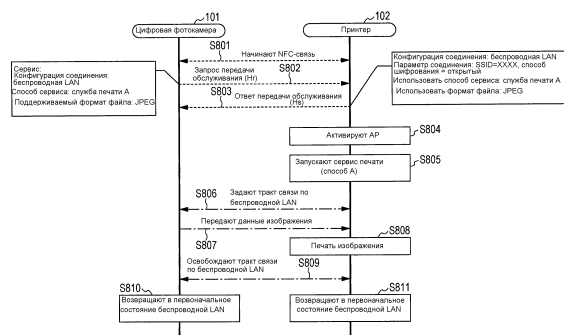 101
102
Цифровая фотокамера
Принтер
S801
Начинают NFC-связь
Сервис:
Конфигурация соединения:
беспроводная LAN
Способ сервиса: служба печати А
Поддерживаемый формат файла: JPEG
Запрос передачи
обслуживания (Hr)
S802
S803
Ответ передачи обслуживания (Hs)
Конфигурация соединения: беспроводная LAN
Параметр соединения: SSID=XXXX, способ
шифрования = открытый
Использовать способ сервиса: служба печати А
Использовать формат файла: JPEG
Активируют АР
S804
Запускают сервис печати
(способ А)
S805
S806
Задают тракт связи по
беспроводной LAN
Передают данные изображения
S807
S808
Печать изображения
Освобождают тракт связи
по беспроводной LAN
S809
S810
S811
Возвращают в первоначальное
состояние беспроводной LAN
Возвращают в первоначальное
состояние беспроводной LAN